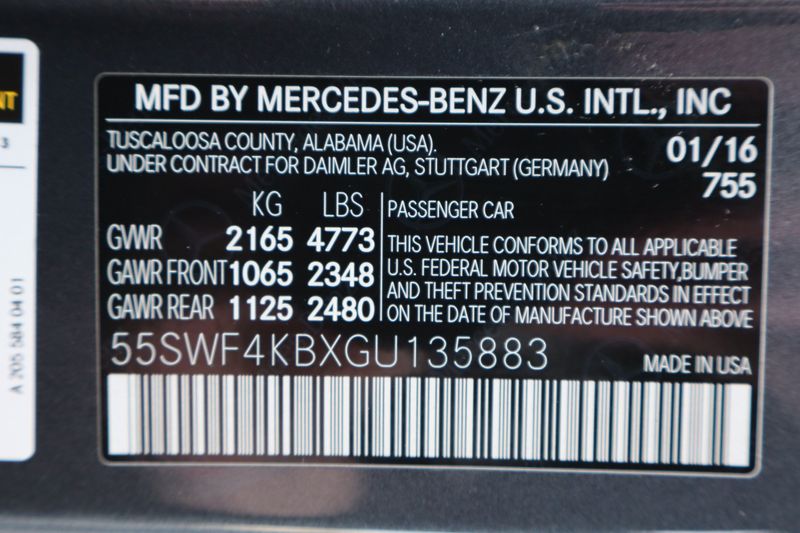 MFD BY MERCEDES-BENZ U.S. INTL., INC
TUSCALOOSA COUNTY, ALABAMA (USA).
UNDER CONTRACT FOR DAIMLER AG, STUTTGART (GERMANY)
01/16
755
KG LBS
GVWR 2165 4773
GAWR FRONT 1065 2348
GAWR REAR 1125 2480
PASSENGER CAR
THIS VEHICLE CONFORMS TO ALL APPLICABLE
U.S. FEDERAL MOTOR VEHICLE SAFETY,BUMPER
AND THEFT PREVENTION STANDARDS IN EFFECT
ON THE DATE OF MANUFACTURE SHOWN ABOVE
55SWF4KBXGU135883
MADE IN USA
A 205 584 04 01
NT
3